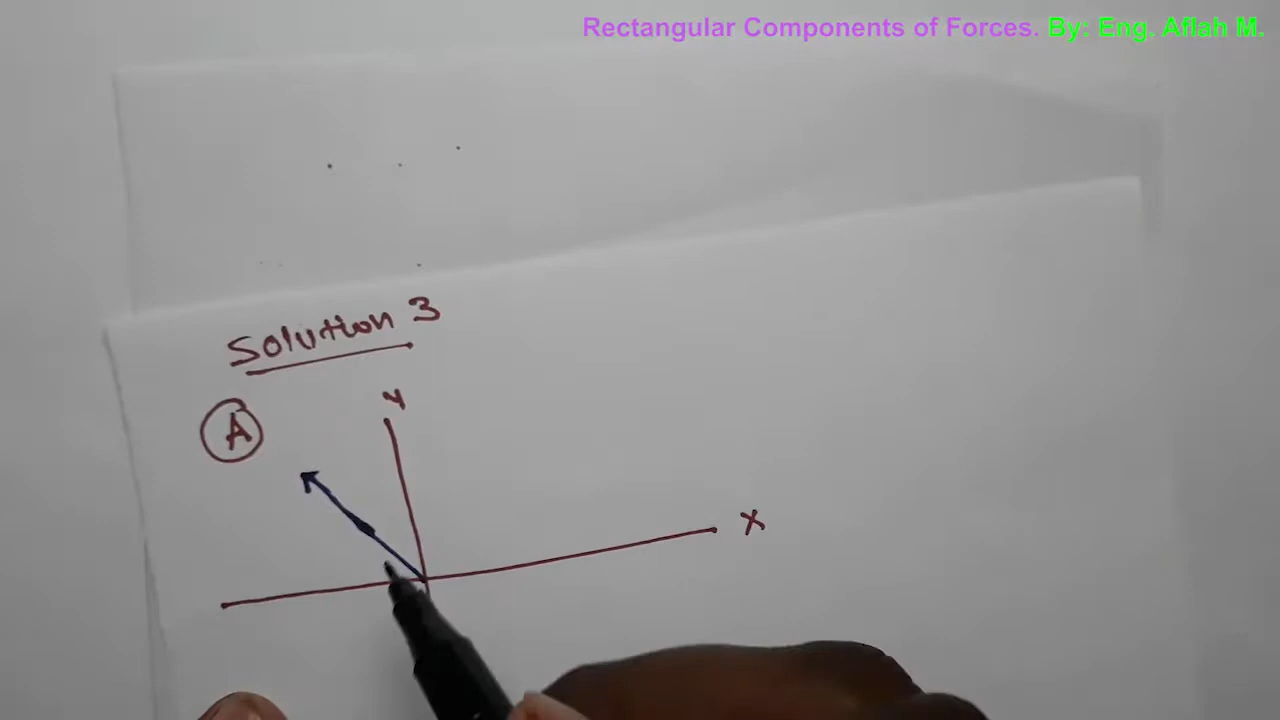 Rectangular Components of Forces. By: Eng. Aflah M.
Solution 3
A
Y
X